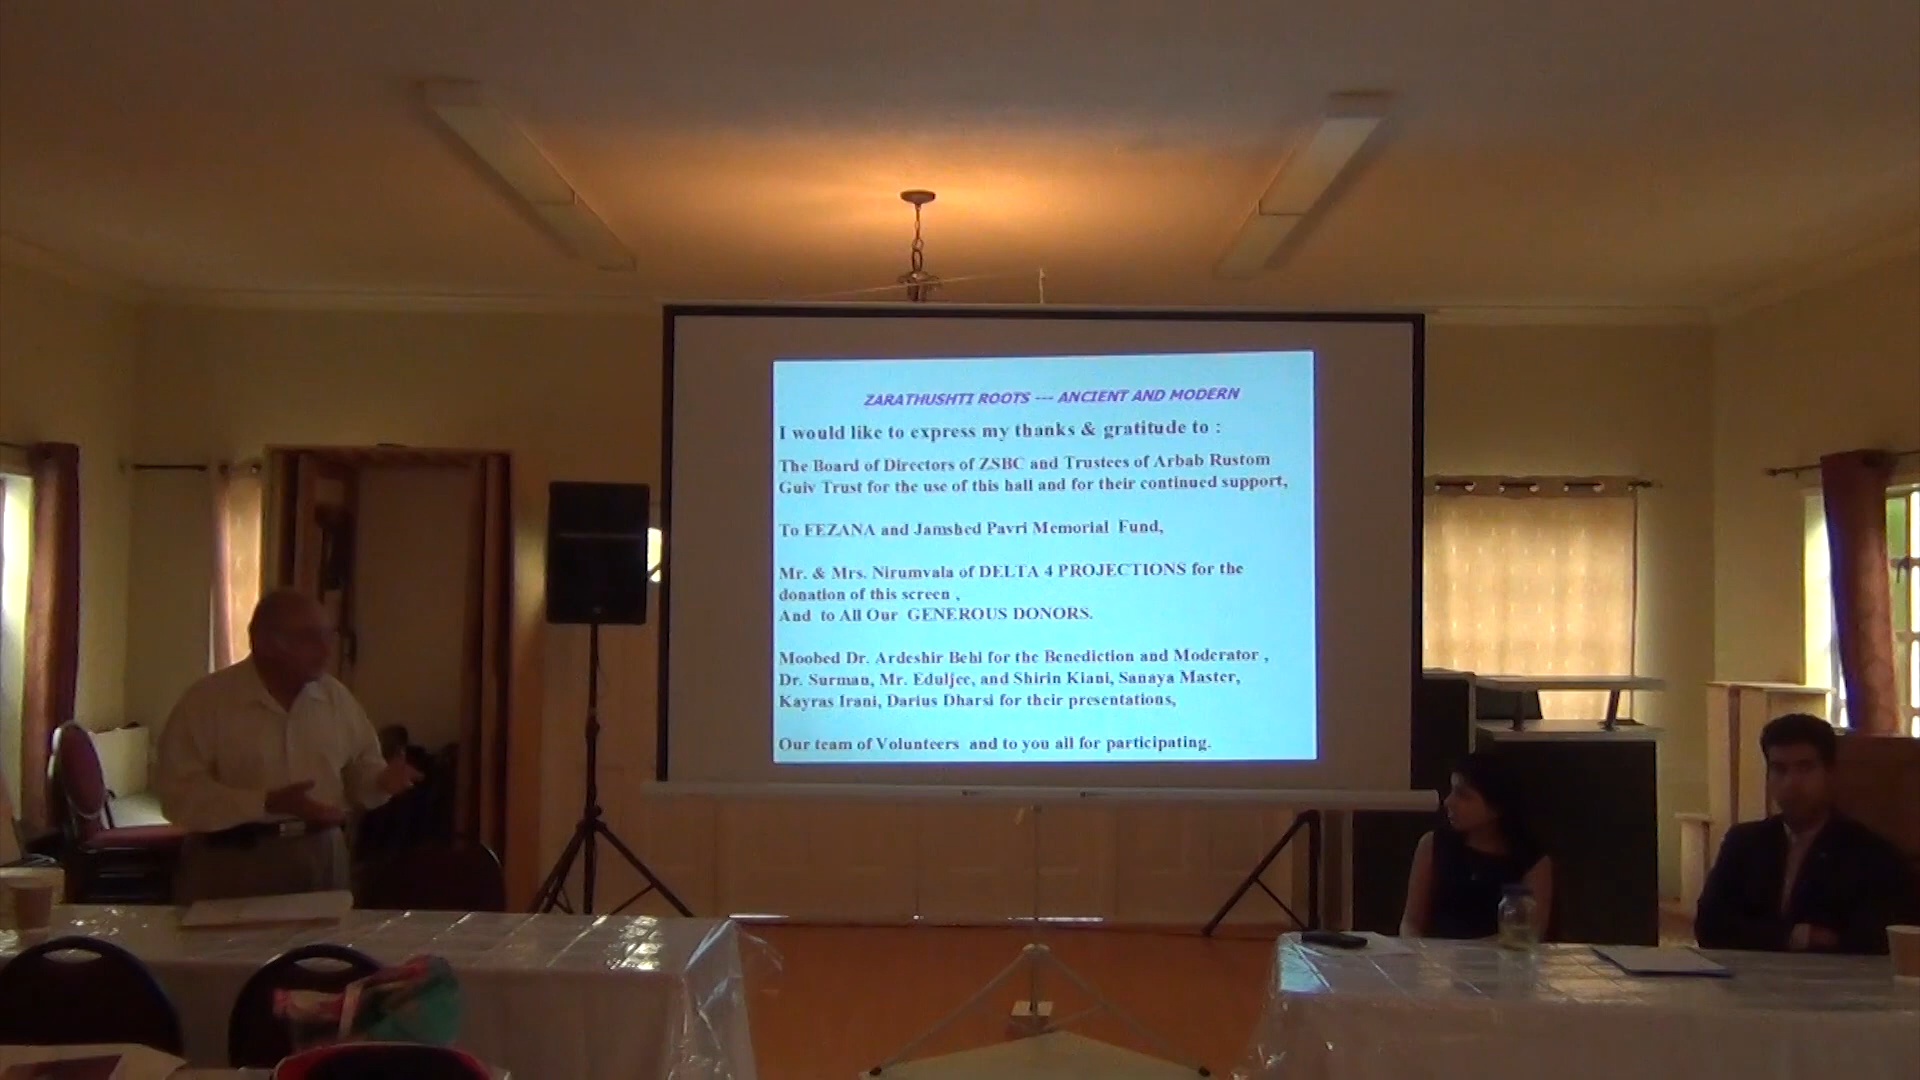 ZARATHUSHTI ROOTS --- ANCIENT AND MODERN
I would like to express my thanks & gratitude to :
The Board of Directors of ZSBC and Trustees of Arbab Rustom
Guiv Trust for the use of this hall and for their continued support,
To FEZANA and Jamshed Pavri Memorial Fund,
Mr. & Mrs. Nirumvala of DELTA 4 PROJECTIONS for the
donation of this screen ,
And to All Our GENEROUS DONORS.
Moobed Dr. Ardeshir Behi for the Benediction and Moderator ,
Dr. Surman, Mr. Eduljee, and Shirin Kiani, Sanaya Master,
Kayras Irani, Darius Dharsi for their presentations,
Our team of Volunteers and to you all for participating.